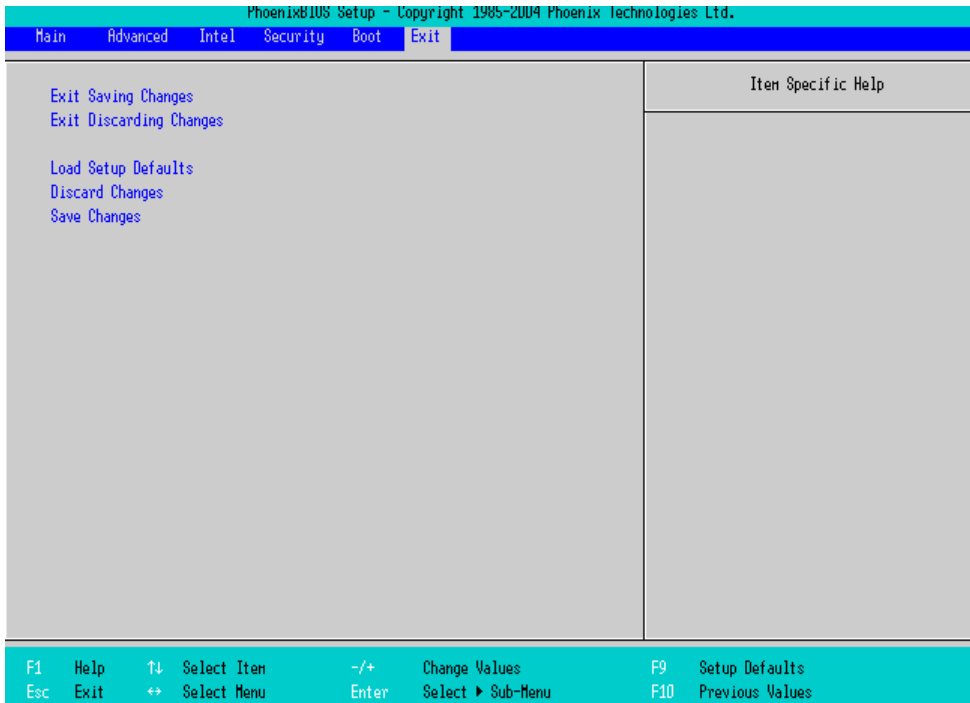 PhoenixBIOS Setup - Copyright 1985-2004 Phoenix Technologies Ltd.
Main Advanced Intel Security Boot Exit
Item Specific Help
Exit Saving Changes
Exit Discarding Changes
Load Setup Defaults
Discard Changes
Save Changes
F1 Help ↑↓ Select Item -/+ Change Values F9 Setup Defaults
Esc Exit ↔ Select Menu Enter Select ▶ Sub-Menu F10 Previous Values